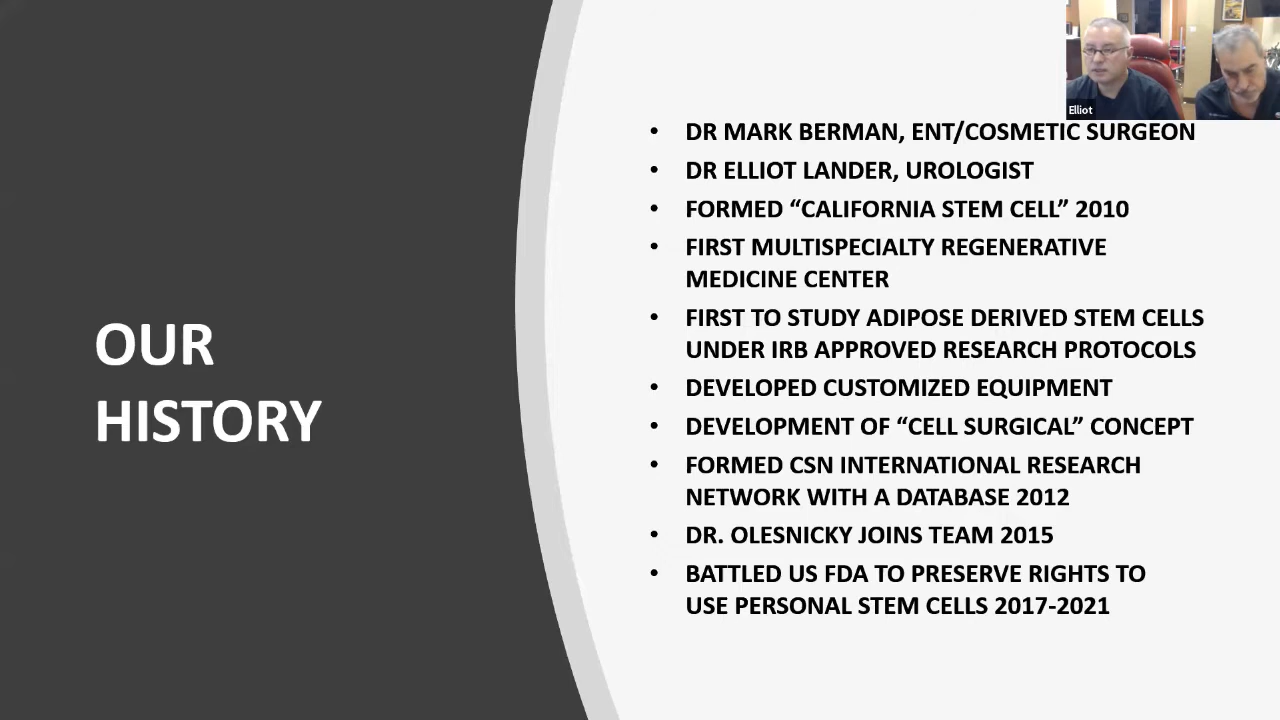 Elliot
OUR
HISTORY
• DR MARK BERMAN, ENT/COSMETIC SURGEON
• DR ELLIOT LANDER, UROLOGIST
• FORMED “CALIFORNIA STEM CELL” 2010
• FIRST MULTISPECIALTY REGENERATIVE
MEDICINE CENTER
• FIRST TO STUDY ADIPOSE DERIVED STEM CELLS
UNDER IRB APPROVED RESEARCH PROTOCOLS
• DEVELOPED CUSTOMIZED EQUIPMENT
• DEVELOPMENT OF “CELL SURGICAL” CONCEPT
• FORMED CSN INTERNATIONAL RESEARCH
NETWORK WITH A DATABASE 2012
• DR. OLESNICKY JOINS TEAM 2015
• BATTLED US FDA TO PRESERVE RIGHTS TO
USE PERSONAL STEM CELLS 2017-2021